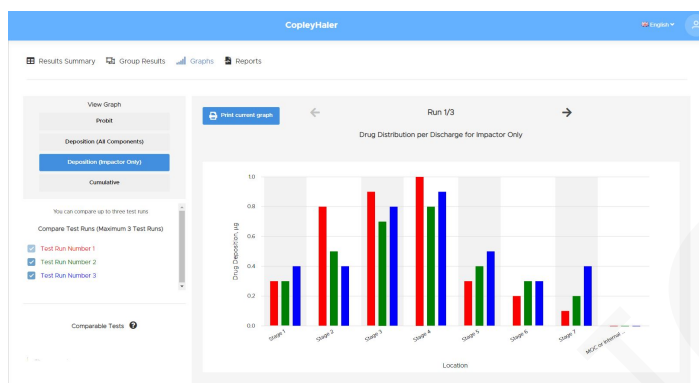 CopleyHaler
English
Results Summary
Group Results
Graphs
Reports
View Graph
Probit
Deposition (All Components)
Deposition (Impactor Only)
Cumulative
You can compare up to three test runs
Compare Test Runs (Maximum 3 Test Runs)
Test Run Number 1
Test Run Number 2
Test Run Number 3
Comparable Tests ?
Print current graph
Run 1/3
Drug Distribution per Discharge for Impactor Only
Drug Deposition, µg
1.0
0.8
0.6
0.4
0.2
0.0
Stage 1
Stage 2
Stage 3
Stage 4
Stage 5
Stage 6
Stage 7
MOC or Internal ...
Location